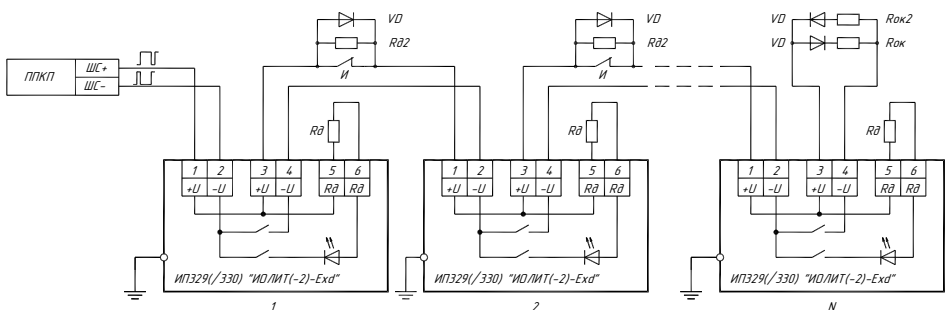 VD
VD
VD
Rок2
Rд2
Rд2
VD
Rок
ППКП
ШС+
ШС-
И
И
Rд
Rд
Rд
1 2 3 4 5 6
+U -U +U -U Rд Rд
1 2 3 4 5 6
+U -U +U -U Rд Rд
1 2 3 4 5 6
+U -U +U -U Rд Rд
ИП329(/330) "ИОЛИТ(-2)-Exd"
ИП329(/330) "ИОЛИТ(-2)-Exd"
ИП329(/330) "ИОЛИТ(-2)-Exd"
1
2
N